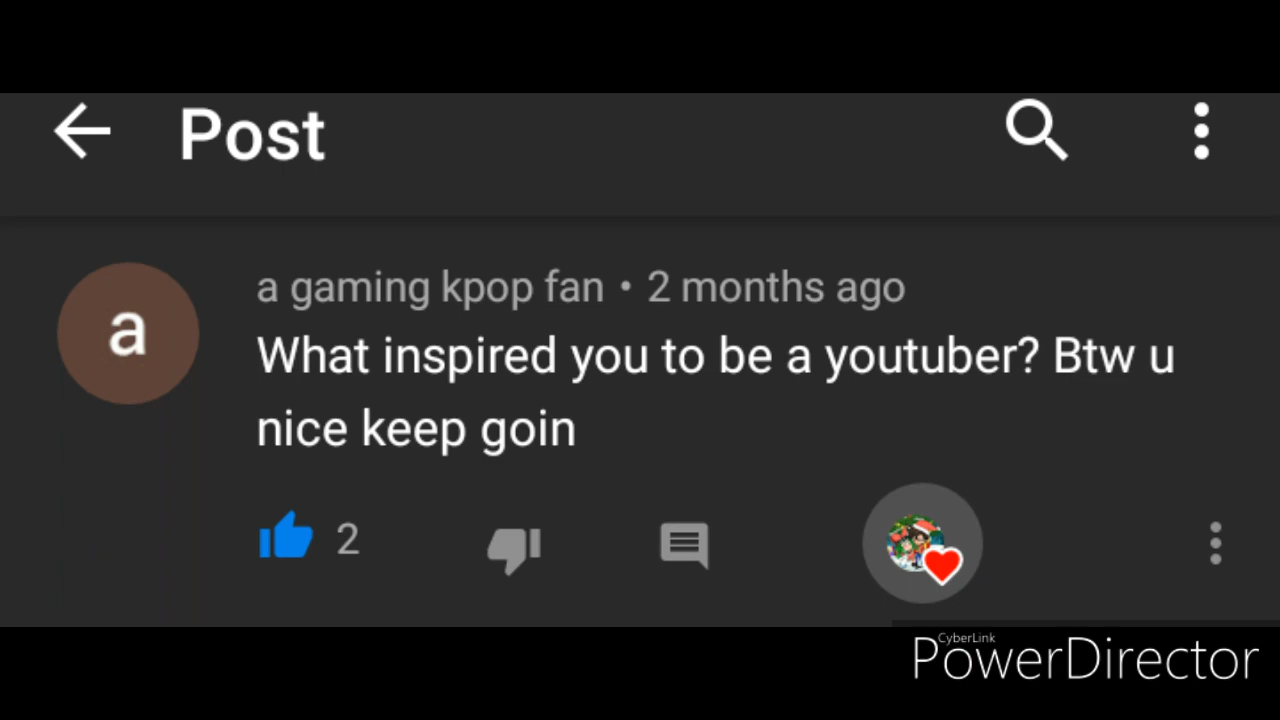 Post
a
a gaming kpop fan • 2 months ago
What inspired you to be a youtuber? Btw u
nice keep goin
2
CyberLink
PowerDirector